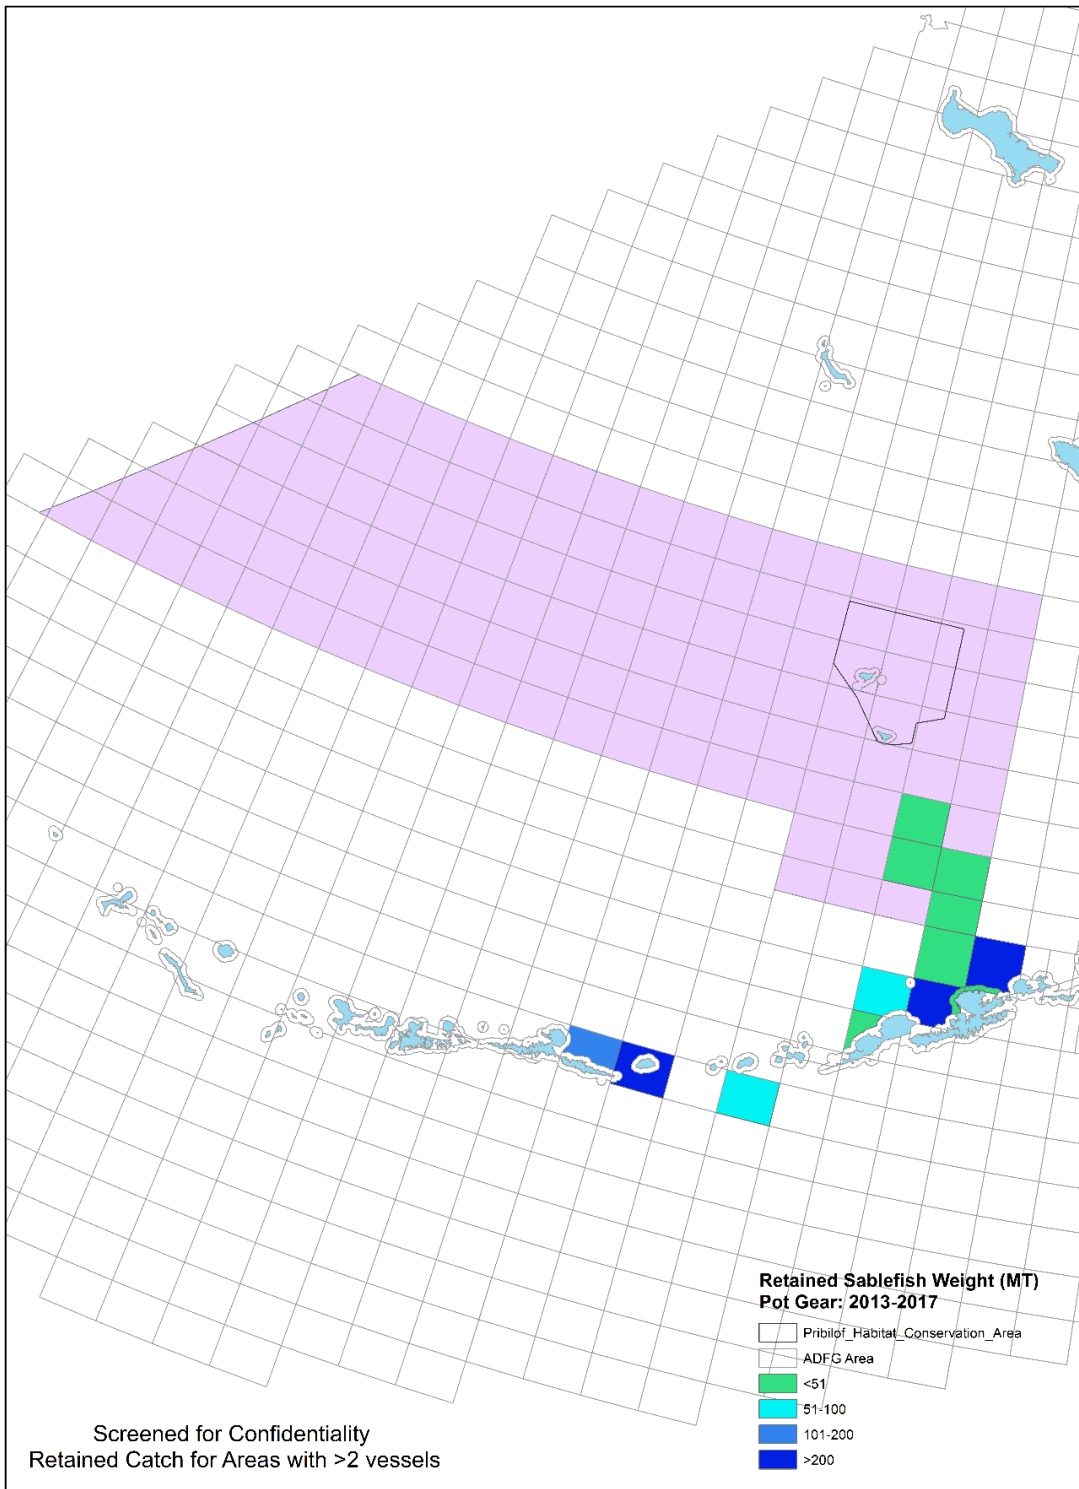 Retained Sablefish Weight (MT)
Pot Gear: 2013-2017
Pribilof_Habitat_Conservation_Area
ADFG Area
<51
51-100
101-200
>200
Screened for Confidentiality
Retained Catch for Areas with >2 vessels